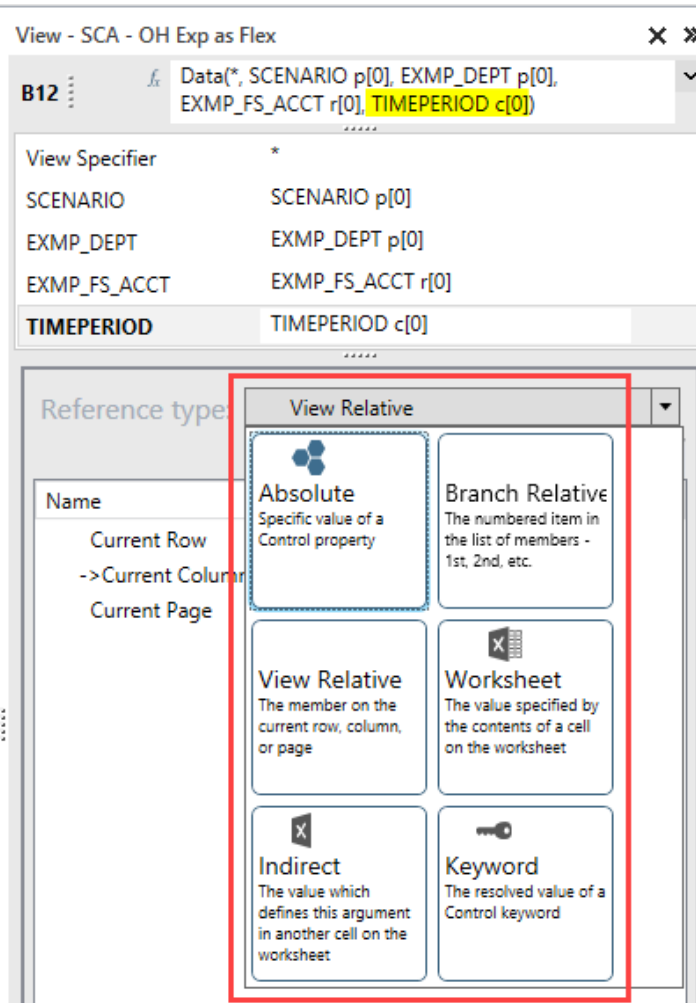 View - SCA - OH Exp as Flex
B12
fx
Data(*, SCENARIO p[0], EXMP_DEPT p[0],
EXMP_FS_ACCT r[0], TIMEPERIOD c[0])
View Specifier *
SCENARIO SCENARIO p[0]
EXMP_DEPT EXMP_DEPT p[0]
EXMP_FS_ACCT EXMP_FS_ACCT r[0]
TIMEPERIOD TIMEPERIOD c[0]
Reference type: View Relative
Name
Current Row
->Current Column
Current Page
Absolute
Specific value of a
Control property
Branch Relative
The numbered item in
the list of members -
1st, 2nd, etc.
View Relative
The member on the
current row, column,
or page
Worksheet
The value specified by
the contents of a cell
on the worksheet
Indirect
The value which
defines this argument
in another cell on the
worksheet
Keyword
The resolved value of a
Control keyword